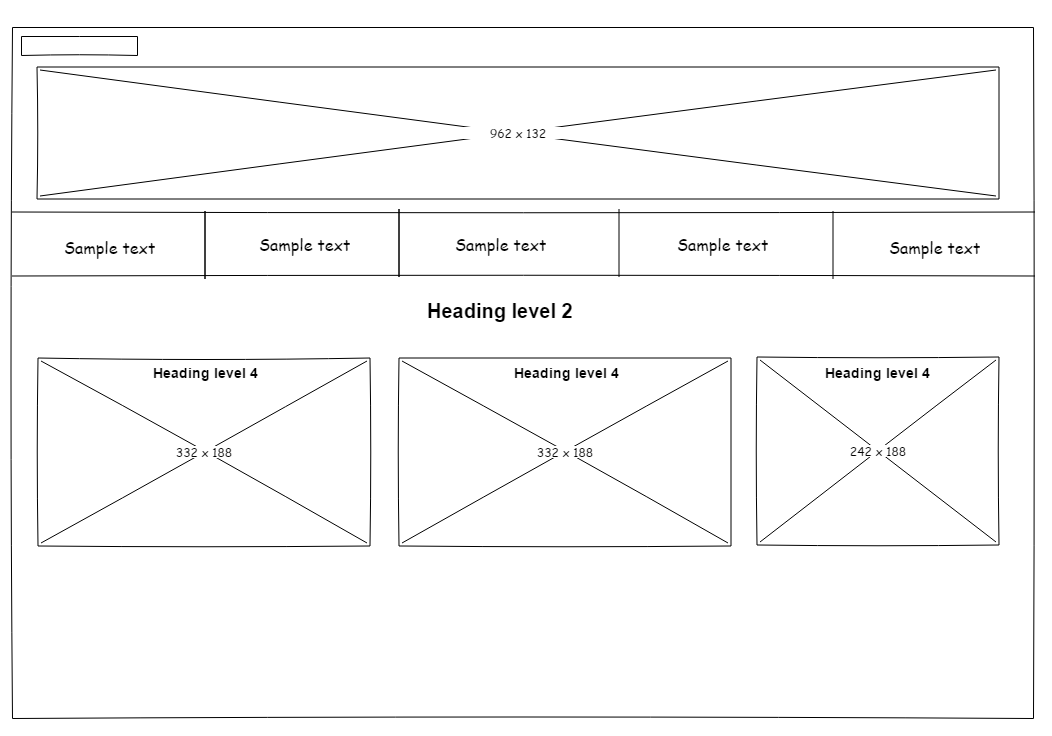 962 x 132
Sample text
Sample text
Sample text
Sample text
Sample text
Heading level 2
Heading level 4
Heading level 4
Heading level 4
332 x 188
332 x 188
242 x 188